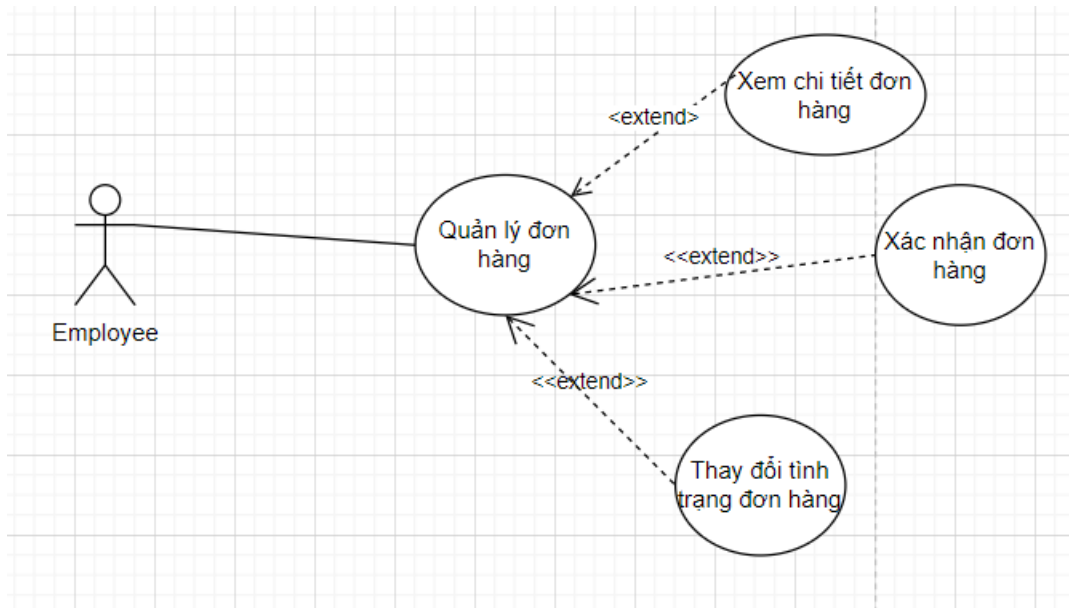 Xem chi tiết đơn
hàng
<extend>
Quản lý đơn
hàng
Xác nhận đơn
hàng
<<extend>>
Employee
<<extend>>
Thay đổi tình
trạng đơn hàng